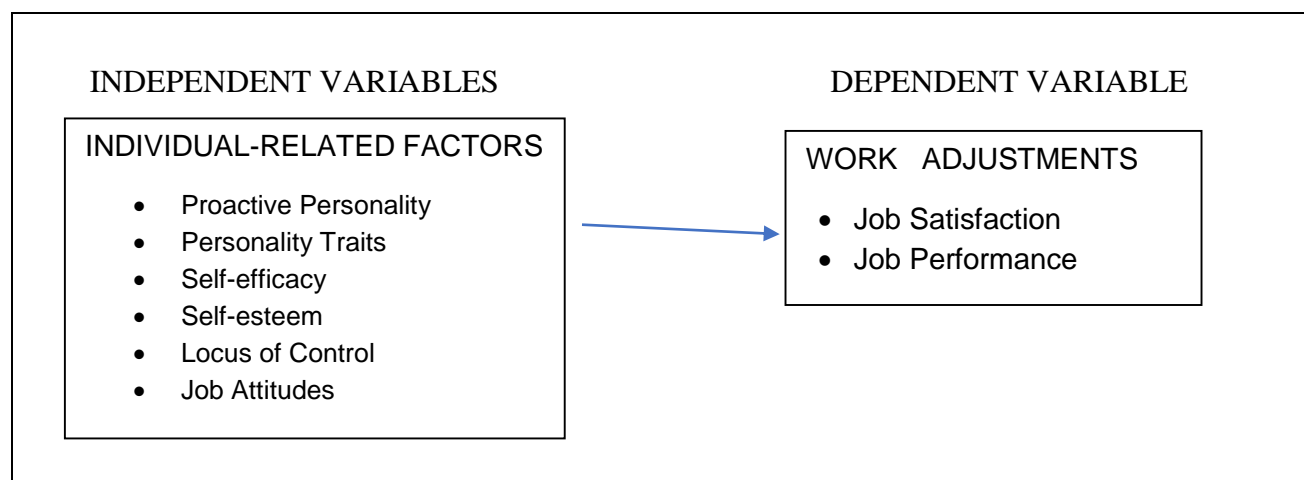 INDEPENDENT VARIABLES
INDIVIDUAL-RELATED FACTORS
• Proactive Personality
• Personality Traits
• Self-efficacy
• Self-esteem
• Locus of Control
• Job Attitudes
DEPENDENT VARIABLE
WORK ADJUSTMENTS
• Job Satisfaction
• Job Performance